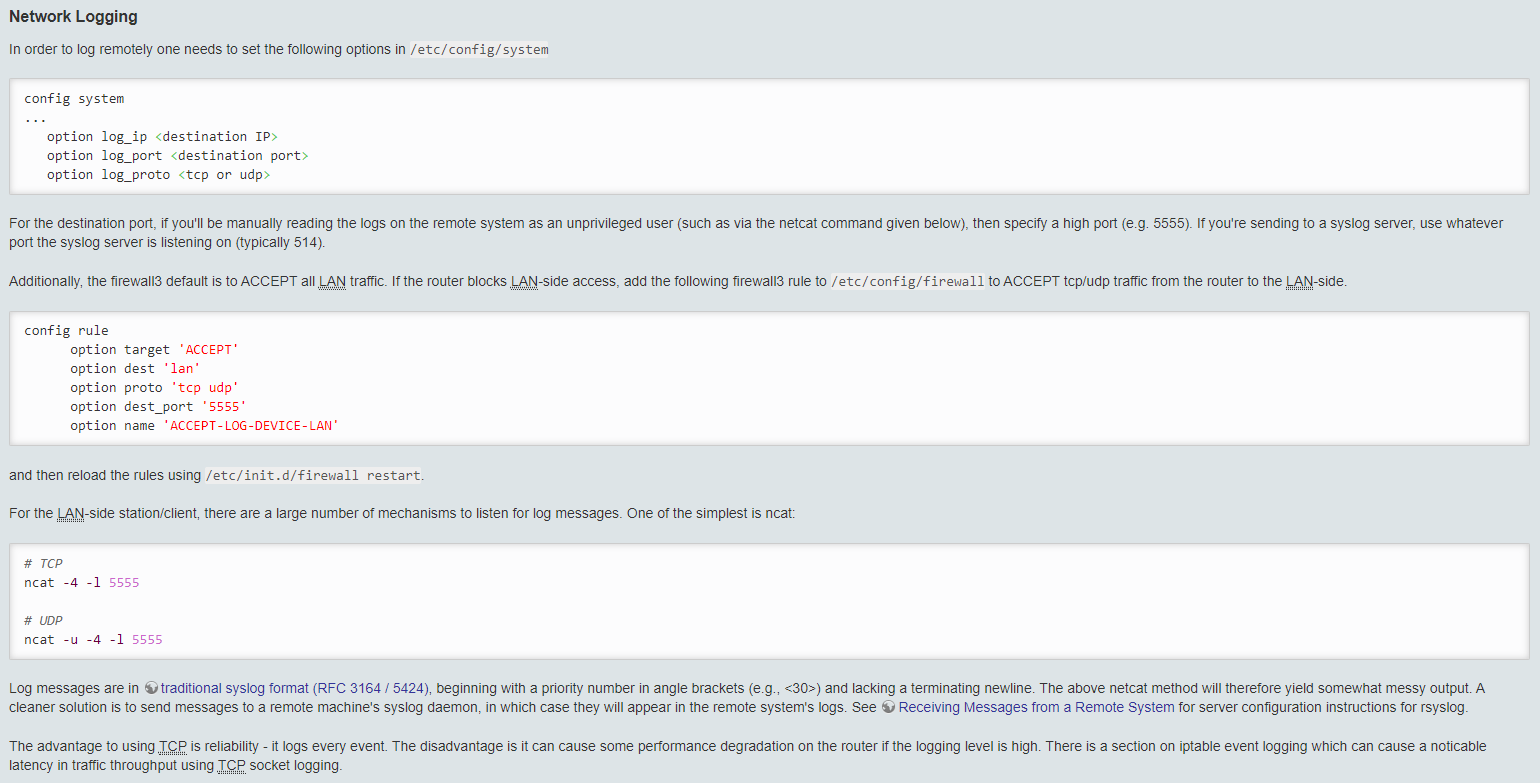 Network Logging
In order to log remotely one needs to set the following options in /etc/config/system
config system
...
   option log_ip <destination IP>
   option log_port <destination port>
   option log_proto <tcp or udp>
For the destination port, if you'll be manually reading the logs on the remote system as an unprivileged user (such as via the netcat command given below), then specify a high port (e.g. 5555). If you're sending to a syslog server, use whatever
port the syslog server is listening on (typically 514).
Additionally, the firewall3 default is to ACCEPT all LAN traffic. If the router blocks LAN-side access, add the following firewall3 rule to /etc/config/firewall to ACCEPT tcp/udp traffic from the router to the LAN-side.
config rule
      option target 'ACCEPT'
      option dest 'lan'
      option proto 'tcp udp'
      option dest_port '5555'
      option name 'ACCEPT-LOG-DEVICE-LAN'
and then reload the rules using /etc/init.d/firewall restart.
For the LAN-side station/client, there are a large number of mechanisms to listen for log messages. One of the simplest is ncat:
# TCP
ncat -4 -l 5555
# UDP
ncat -u -4 -l 5555
Log messages are in traditional syslog format (RFC 3164 / 5424), beginning with a priority number in angle brackets (e.g., <30>) and lacking a terminating newline. The above netcat method will therefore yield somewhat messy output. A
cleaner solution is to send messages to a remote machine's syslog daemon, in which case they will appear in the remote system's logs. See Receiving Messages from a Remote System for server configuration instructions for rsyslog.
The advantage to using TCP is reliability - it logs every event. The disadvantage is it can cause some performance degradation on the router if the logging level is high. There is a section on iptable event logging which can cause a noticable
latency in traffic throughput using TCP socket logging.